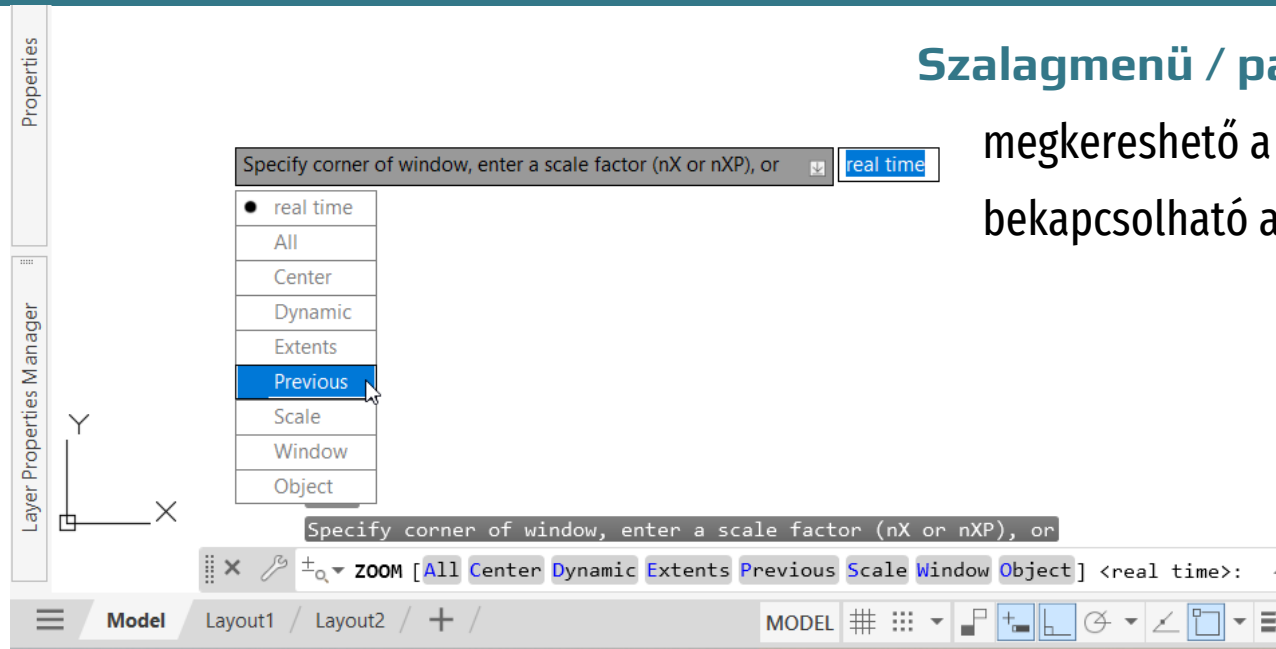 Properties
Szalagmenü / pa
megkereshető a
bekapcsolható a
Specify corner of window, enter a scale factor (nX or nXP), or real time
real time
All
Center
Dynamic
Extents
Previous
Scale
Window
Object
Layer Properties Manager
Y
X
Specify corner of window, enter a scale factor (nX or nXP), or
ZOOM [All Center Dynamic Extents Previous Scale Window Object] <real time>:
Model / Layout1 / Layout2 / + /
MODEL